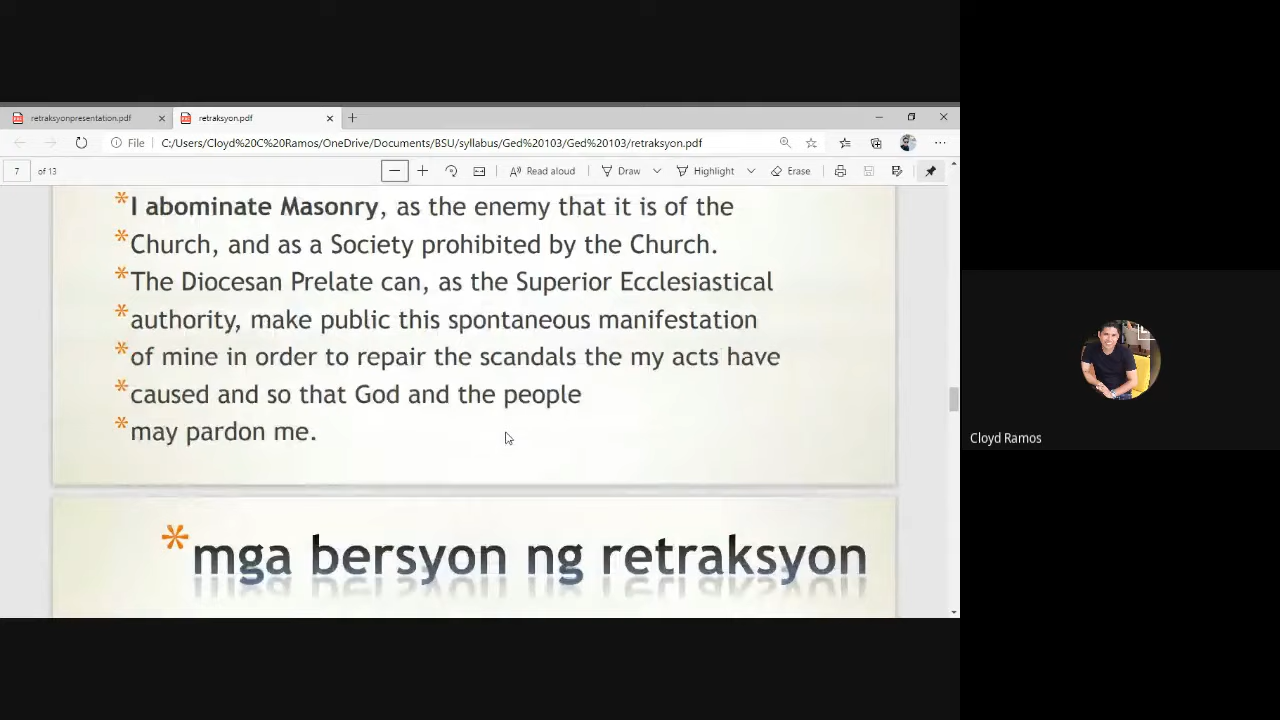 retraksyonpresentation.pdf
retraksyon.pdf
File
C:/Users/Cloyd%20C%20Ramos/OneDrive/Documents/BSU/syllabus/Ged%20103/Ged%20103/retraksyon.pdf
7 of 13
Read aloud
Draw
Highlight
Erase
*I abominate Masonry, as the enemy that it is of the
*Church, and as a Society prohibited by the Church.
*The Diocesan Prelate can, as the Superior Ecclesiastical
*authority, make public this spontaneous manifestation
*of mine in order to repair the scandals the my acts have
*caused and so that God and the people
*may pardon me.
*mga bersyon ng retraksyon
Cloyd Ramos